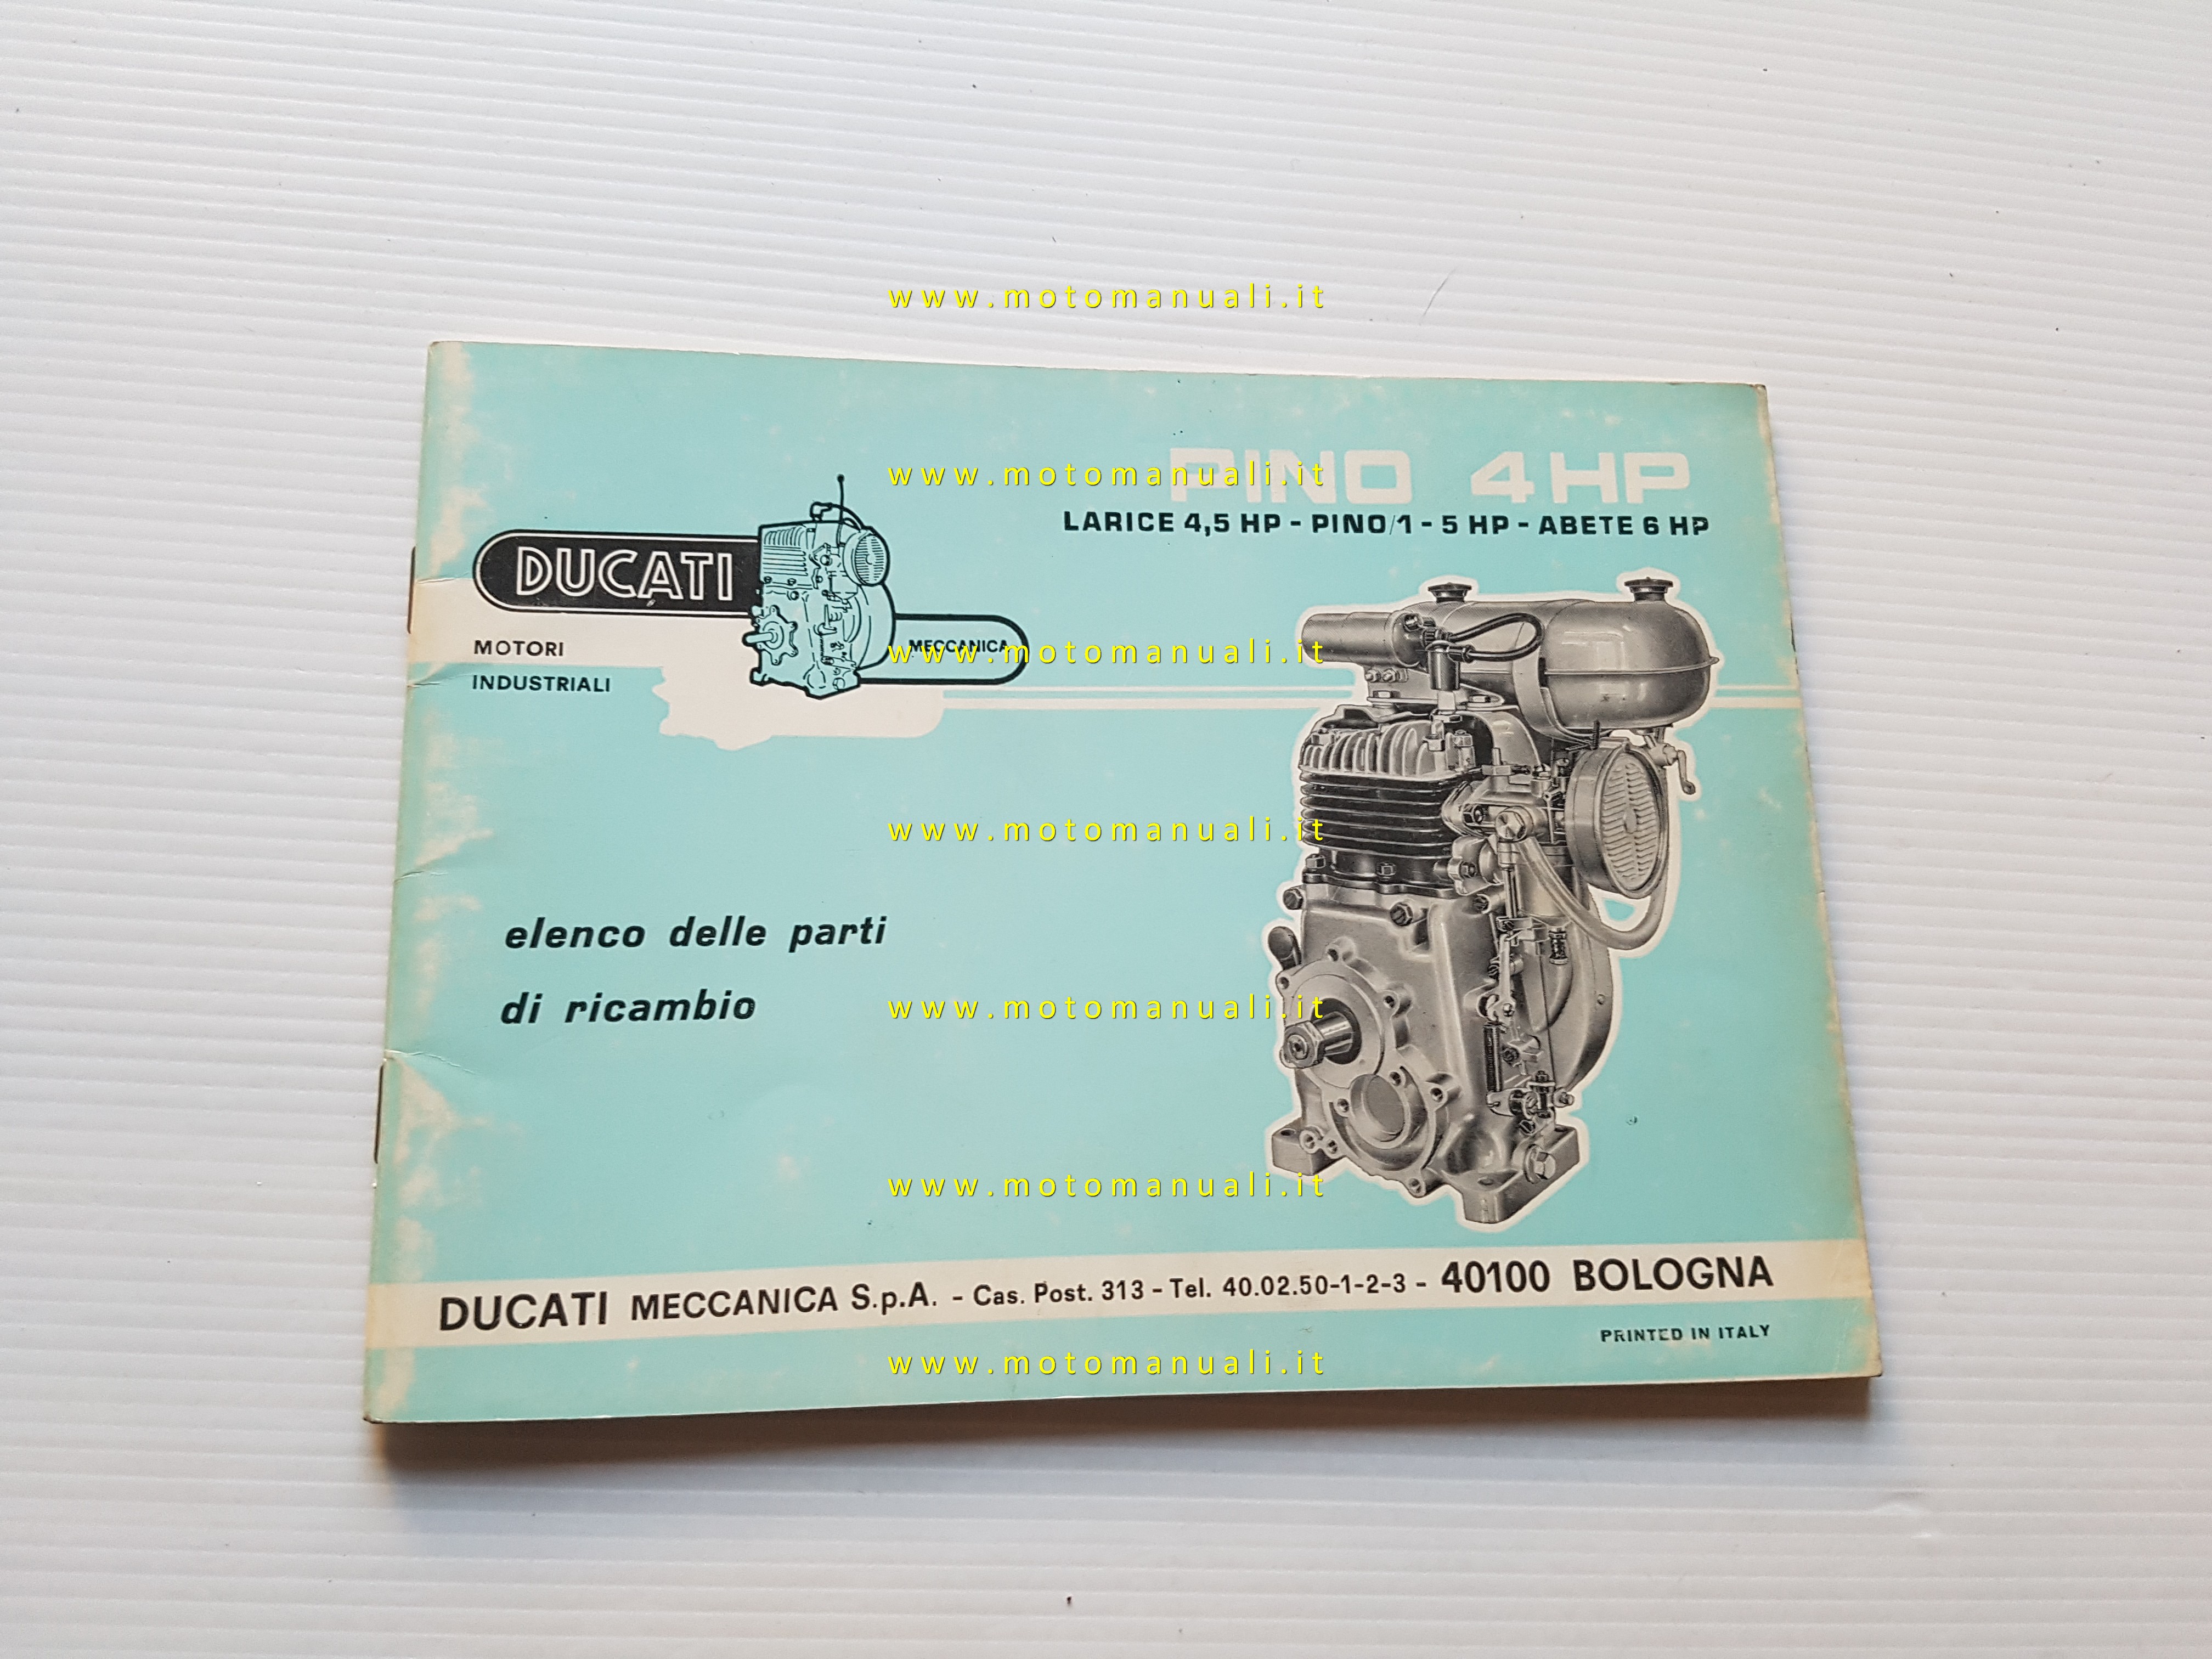 www.motomanuali.it
PINO 4HP
www.motomanuali.it
LARICE 4,5 HP - PINO/1 - 5 HP - ABETE 6 HP
DUCATI
MECCANICA
www.motomanuali.it
MOTORI
INDUSTRIALI
www.motomanuali.it
elenco delle parti
di ricambio
www.motomanuali.it
www.motomanuali.it
DUCATI MECCANICA S.p.A. - Cas. Post. 313 - Tel. 40.02.50-1-2-3 - 40100 BOLOGNA
PRINTED IN ITALY
www.motomanuali.it